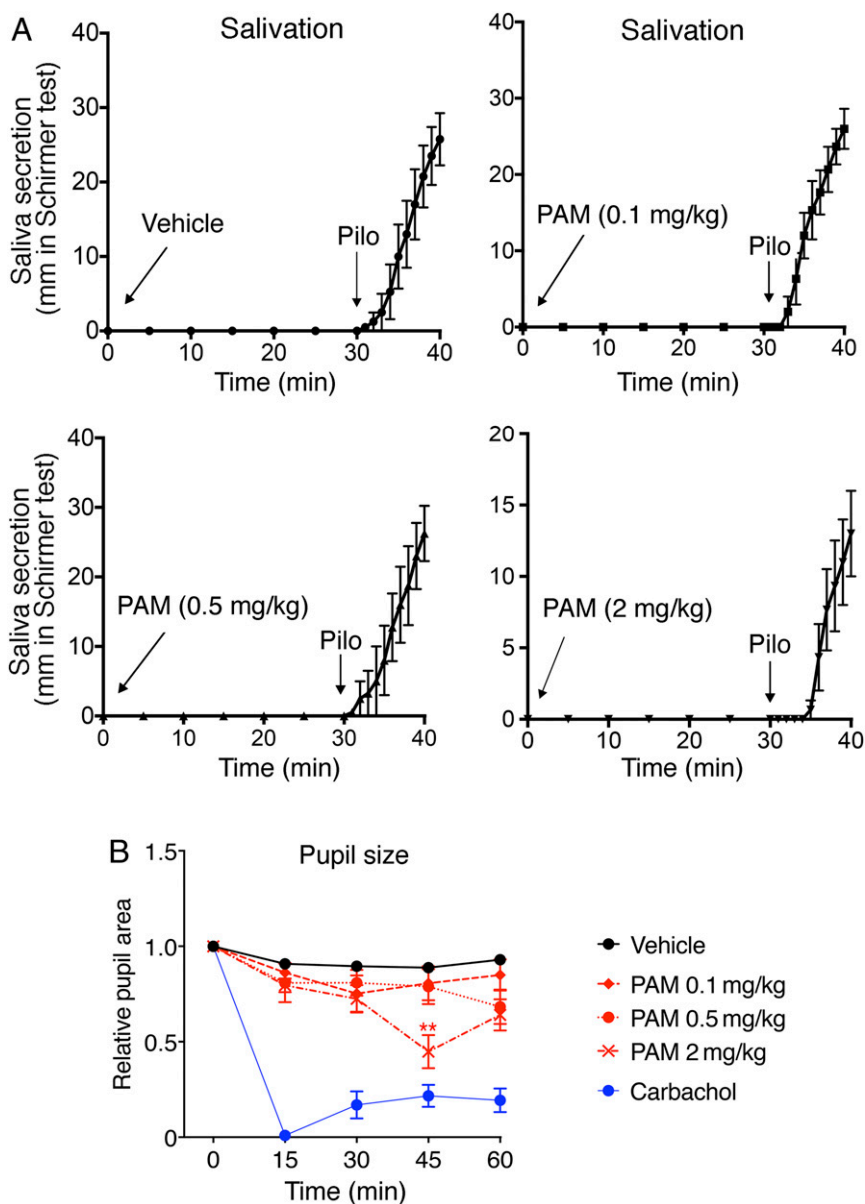 A
Salivation
Saliva secretion
(mm in Schirmer test)
40
30
20
10
0
Vehicle
Pilo
0 10 20 30 40
Time (min)
Salivation
40
30
20
10
0
PAM (0.1 mg/kg)
Pilo
0 10 20 30 40
Time (min)
Saliva secretion
(mm in Schirmer test)
40
30
20
10
0
PAM (0.5 mg/kg)
Pilo
0 10 20 30 40
Time (min)
20
15
10
5
0
PAM (2 mg/kg)
Pilo
0 10 20 30 40
Time (min)
B
Pupil size
Relative pupil area
1.5
1.0
0.5
0
**
0 15 30 45 60
Time (min)
Vehicle
PAM 0.1 mg/kg
PAM 0.5 mg/kg
PAM 2 mg/kg
Carbachol